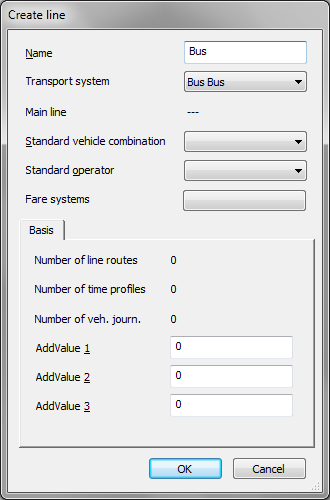 Create line
Name Bus
Transport system Bus Bus
Main line ---
Standard vehicle combination
Standard operator
Fare systems
Basis
Number of line routes 0
Number of time profiles 0
Number of veh. journ. 0
AddValue 1 0
AddValue 2 0
AddValue 3 0
OK Cancel